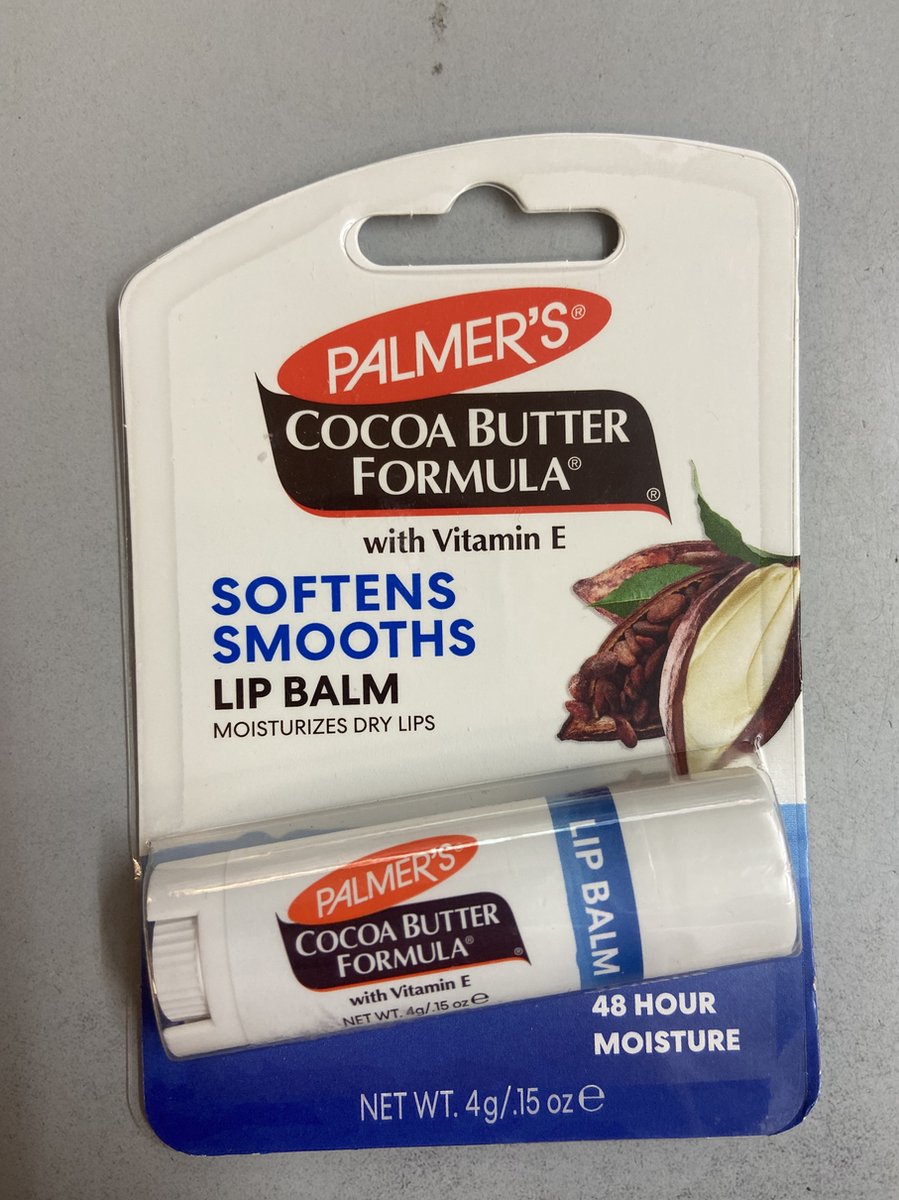 PALMER'S®
COCOA BUTTER
FORMULA®
®
with Vitamin E
SOFTENS
SMOOTHS
LIP BALM
MOISTURIZES DRY LIPS
PALMER'S®
COCOA BUTTER
FORMULA®
®
with Vitamin E
NET WT. 4g/.15 oz ℮
LIP BALM
48 HOUR
MOISTURE
NET WT. 4g/.15 oz ℮